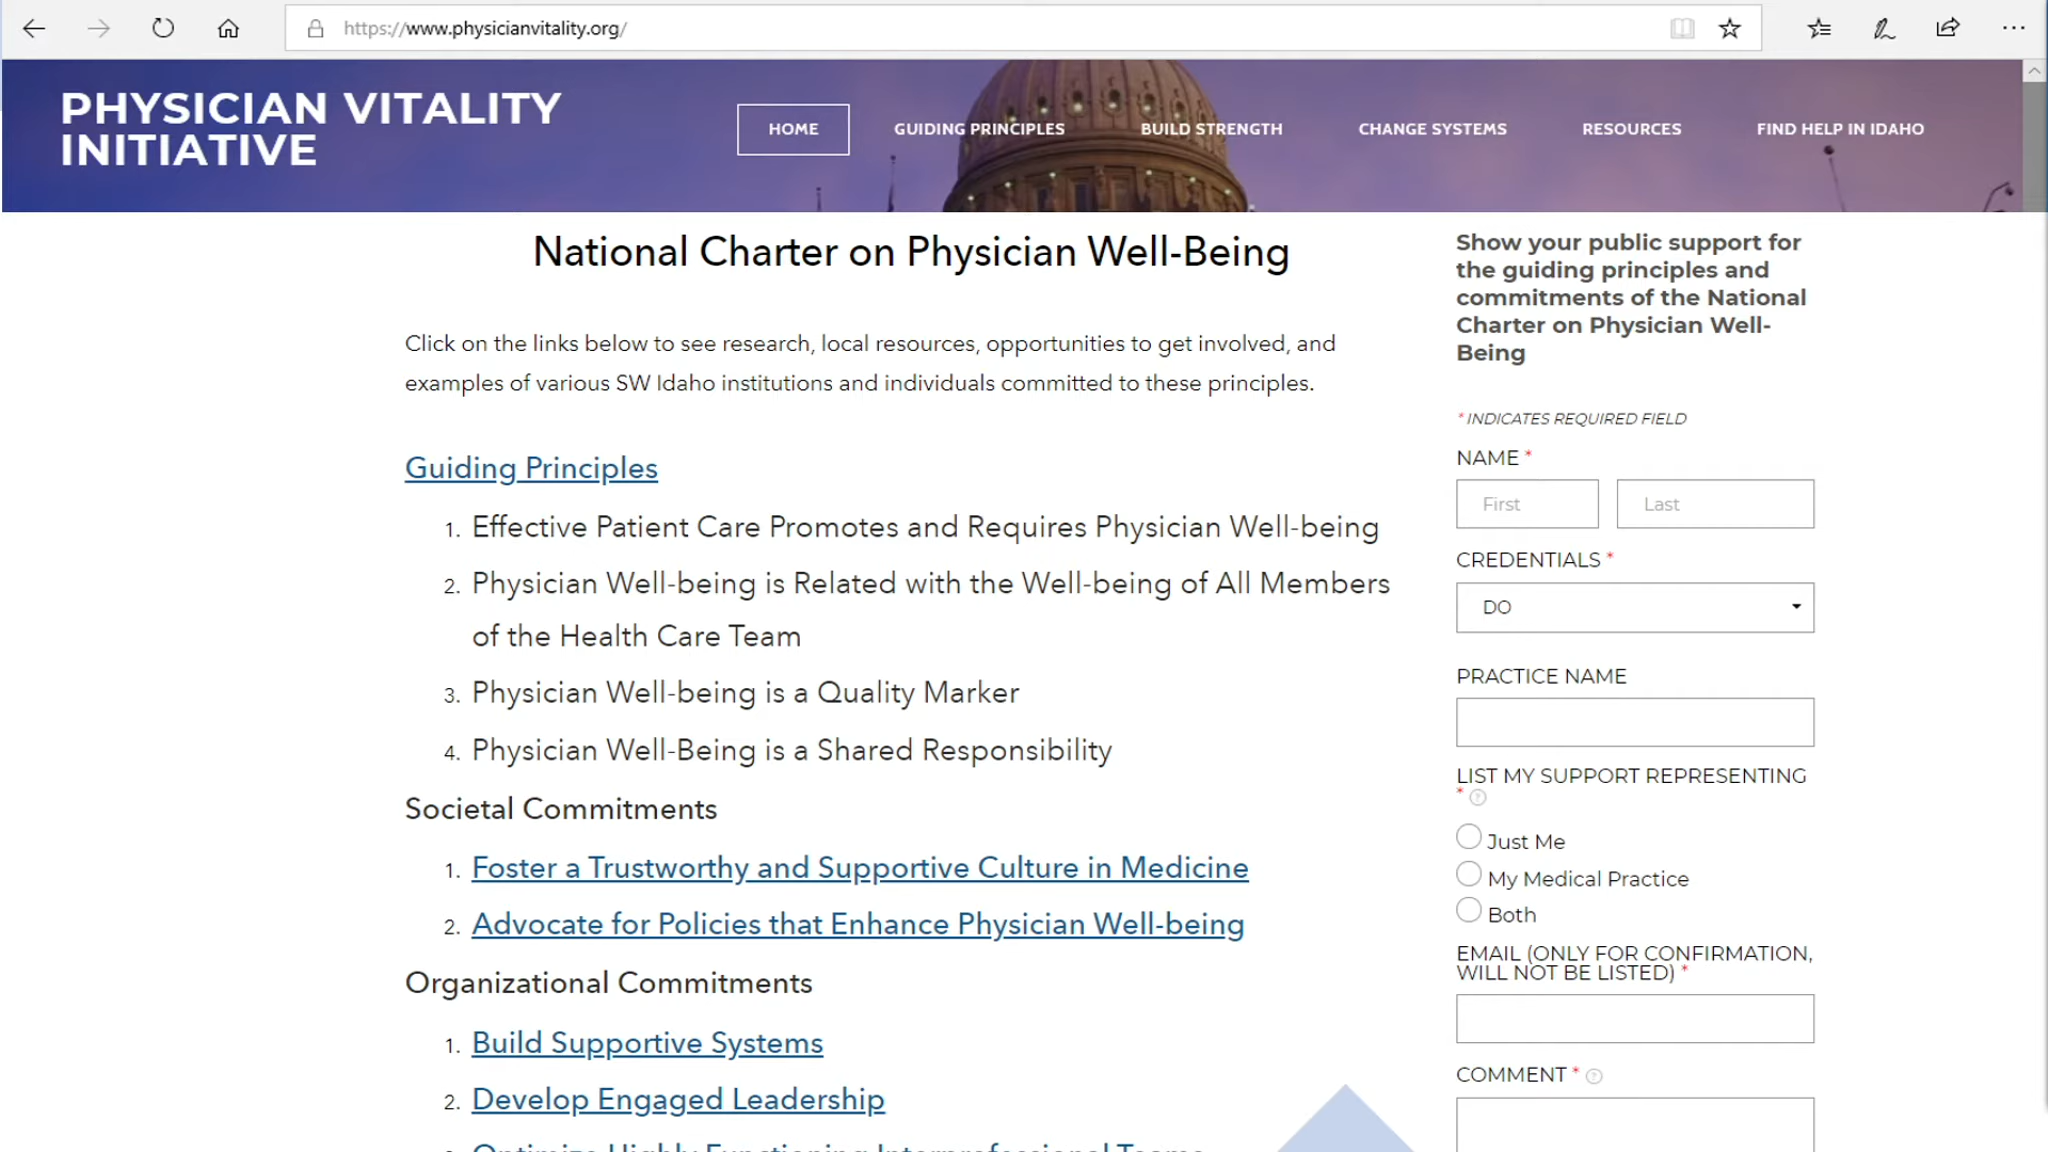 https://www.physicianvitality.org/
PHYSICIAN VITALITY
INITIATIVE
HOME
GUIDING PRINCIPLES
BUILD STRENGTH
CHANGE SYSTEMS
RESOURCES
FIND HELP IN IDAHO
National Charter on Physician Well-Being
Click on the links below to see research, local resources, opportunities to get involved, and
examples of various SW Idaho institutions and individuals committed to these principles.
Guiding Principles
1. Effective Patient Care Promotes and Requires Physician Well-being
2. Physician Well-being is Related with the Well-being of All Members
of the Health Care Team
3. Physician Well-being is a Quality Marker
4. Physician Well-Being is a Shared Responsibility
Societal Commitments
1. Foster a Trustworthy and Supportive Culture in Medicine
2. Advocate for Policies that Enhance Physician Well-being
Organizational Commitments
1. Build Supportive Systems
2. Develop Engaged Leadership
Optimize Highly Functioning Interprofessional Teams
Show your public support for
the guiding principles and
commitments of the National
Charter on Physician Well-
Being
* INDICATES REQUIRED FIELD
NAME *
First
Last
CREDENTIALS *
DO
PRACTICE NAME
LIST MY SUPPORT REPRESENTING
* ?
Just Me
My Medical Practice
Both
EMAIL (ONLY FOR CONFIRMATION,
WILL NOT BE LISTED) *
COMMENT * ?